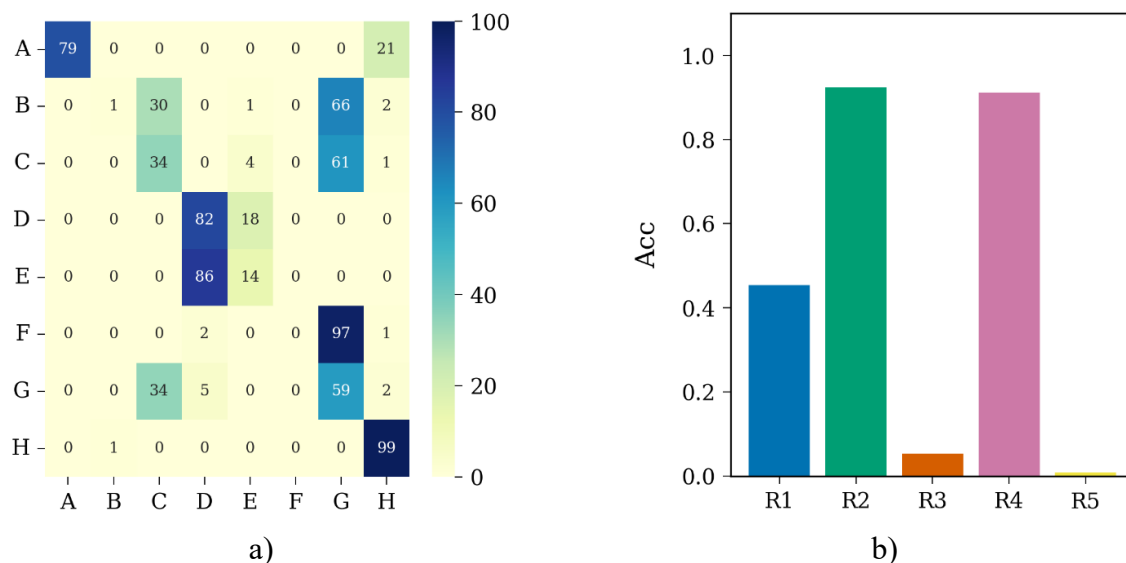 A 79 0 0 0 0 0 0 21
B 0 1 30 0 1 0 66 2
C 0 0 34 0 4 0 61 1
D 0 0 0 82 18 0 0 0
E 0 0 0 86 14 0 0 0
F 0 0 0 2 0 0 97 1
G 0 0 34 5 0 0 59 2
H 0 1 0 0 0 0 0 99
A B C D E F G H
100
80
60
40
20
0
a)
Acc
1.0
0.8
0.6
0.4
0.2
0.0
R1 R2 R3 R4 R5
b)